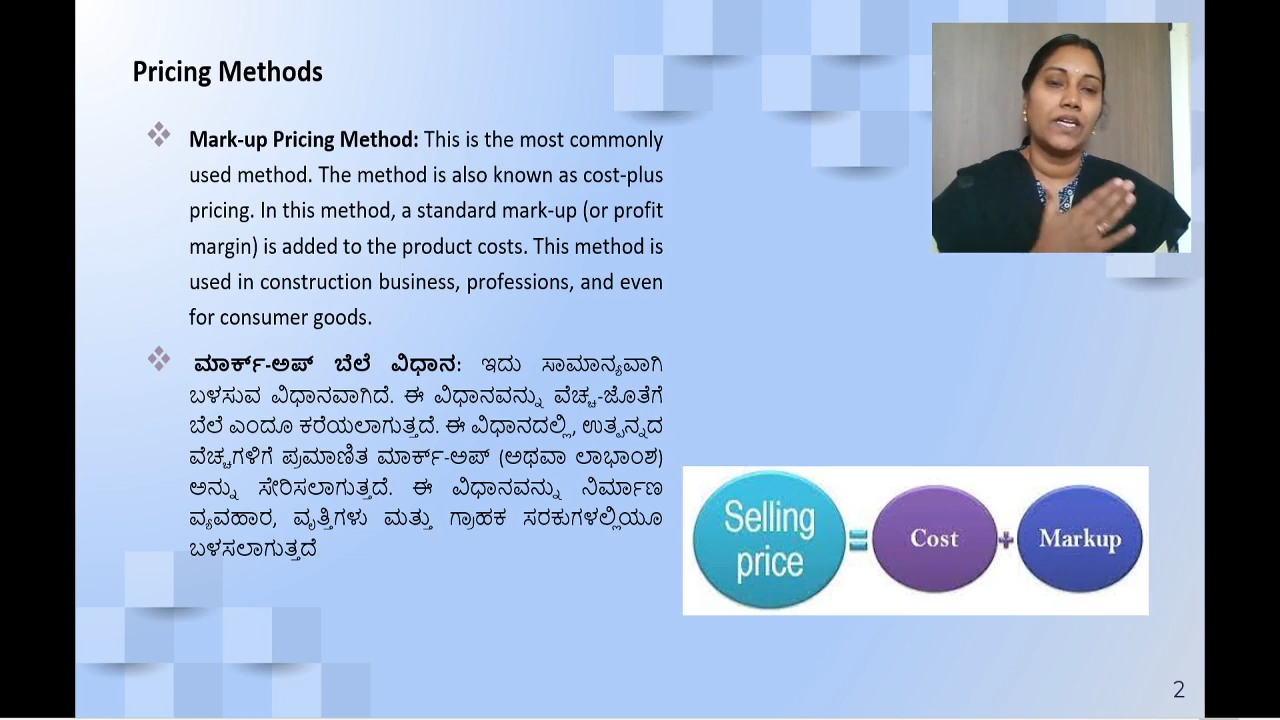 Pricing Methods
Mark-up Pricing Method: This is the most commonly
used method. The method is also known as cost-plus
pricing. In this method, a standard mark-up (or profit
margin) is added to the product costs. This method is
used in construction business, professions, and even
for consumer goods.
ಮಾರ್ಕ್-ಅಪ್ ಬೆಲೆ ವಿಧಾನ: ಇದು ಸಾಮಾನ್ಯವಾಗಿ
ಬಳಸುವ ವಿಧಾನವಾಗಿದೆ. ಈ ವಿಧಾನವನ್ನು ವೆಚ್ಚ-ಜೊತೆಗೆ
ಬೆಲೆ ಎಂದೂ ಕರೆಯಲಾಗುತ್ತದೆ. ಈ ವಿಧಾನದಲ್ಲಿ, ಉತ್ಪನ್ನದ
ವೆಚ್ಚಗಳಿಗೆ ಪ್ರಮಾಣಿತ ಮಾರ್ಕ್-ಅಪ್ (ಅಥವಾ ಲಾಭಾಂಶ)
ಅನ್ನು ಸೇರಿಸಲಾಗುತ್ತದೆ. ಈ ವಿಧಾನವನ್ನು ನಿರ್ಮಾಣ
ವ್ಯವಹಾರ, ವೃತ್ತಿಗಳು ಮತ್ತು ಗ್ರಾಹಕ ಸರಕುಗಳಲ್ಲಿಯೂ
ಬಳಸಲಾಗುತ್ತದೆ
Selling
price
=
Cost
+
Markup
2